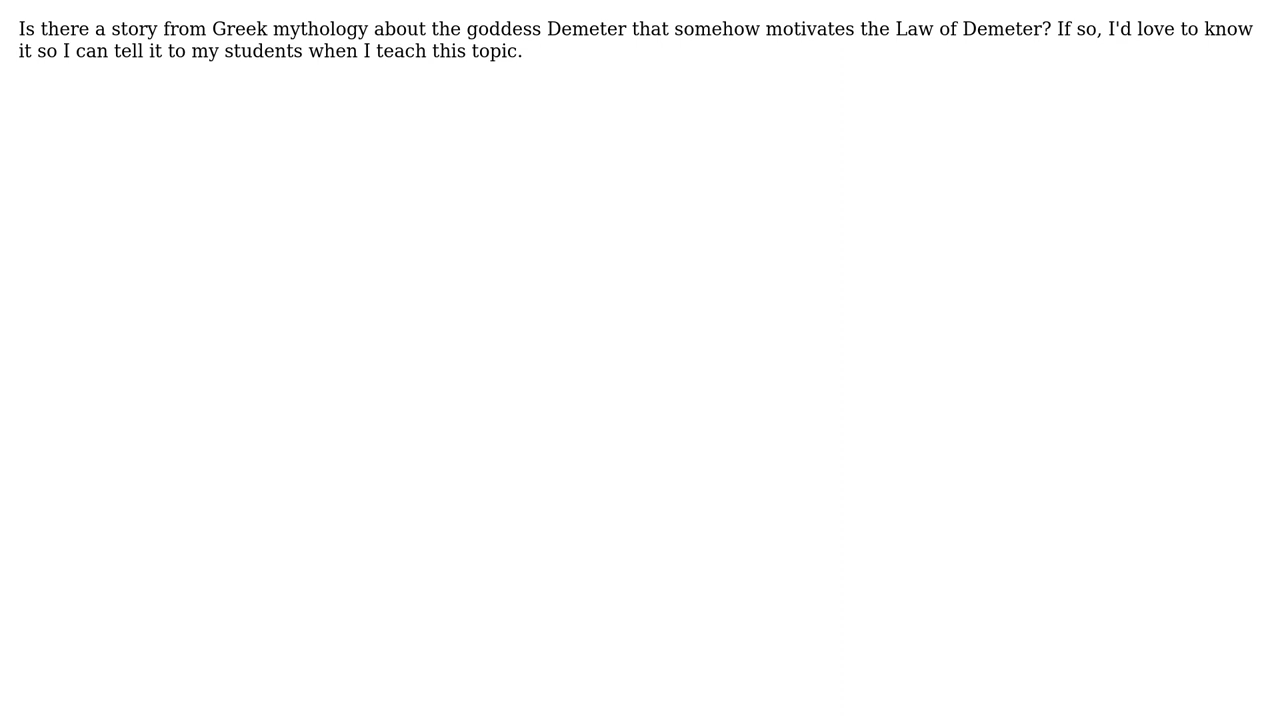 Is there a story from Greek mythology about the goddess Demeter that somehow motivates the Law of Demeter? If so, I'd love to know
it so I can tell it to my students when I teach this topic.